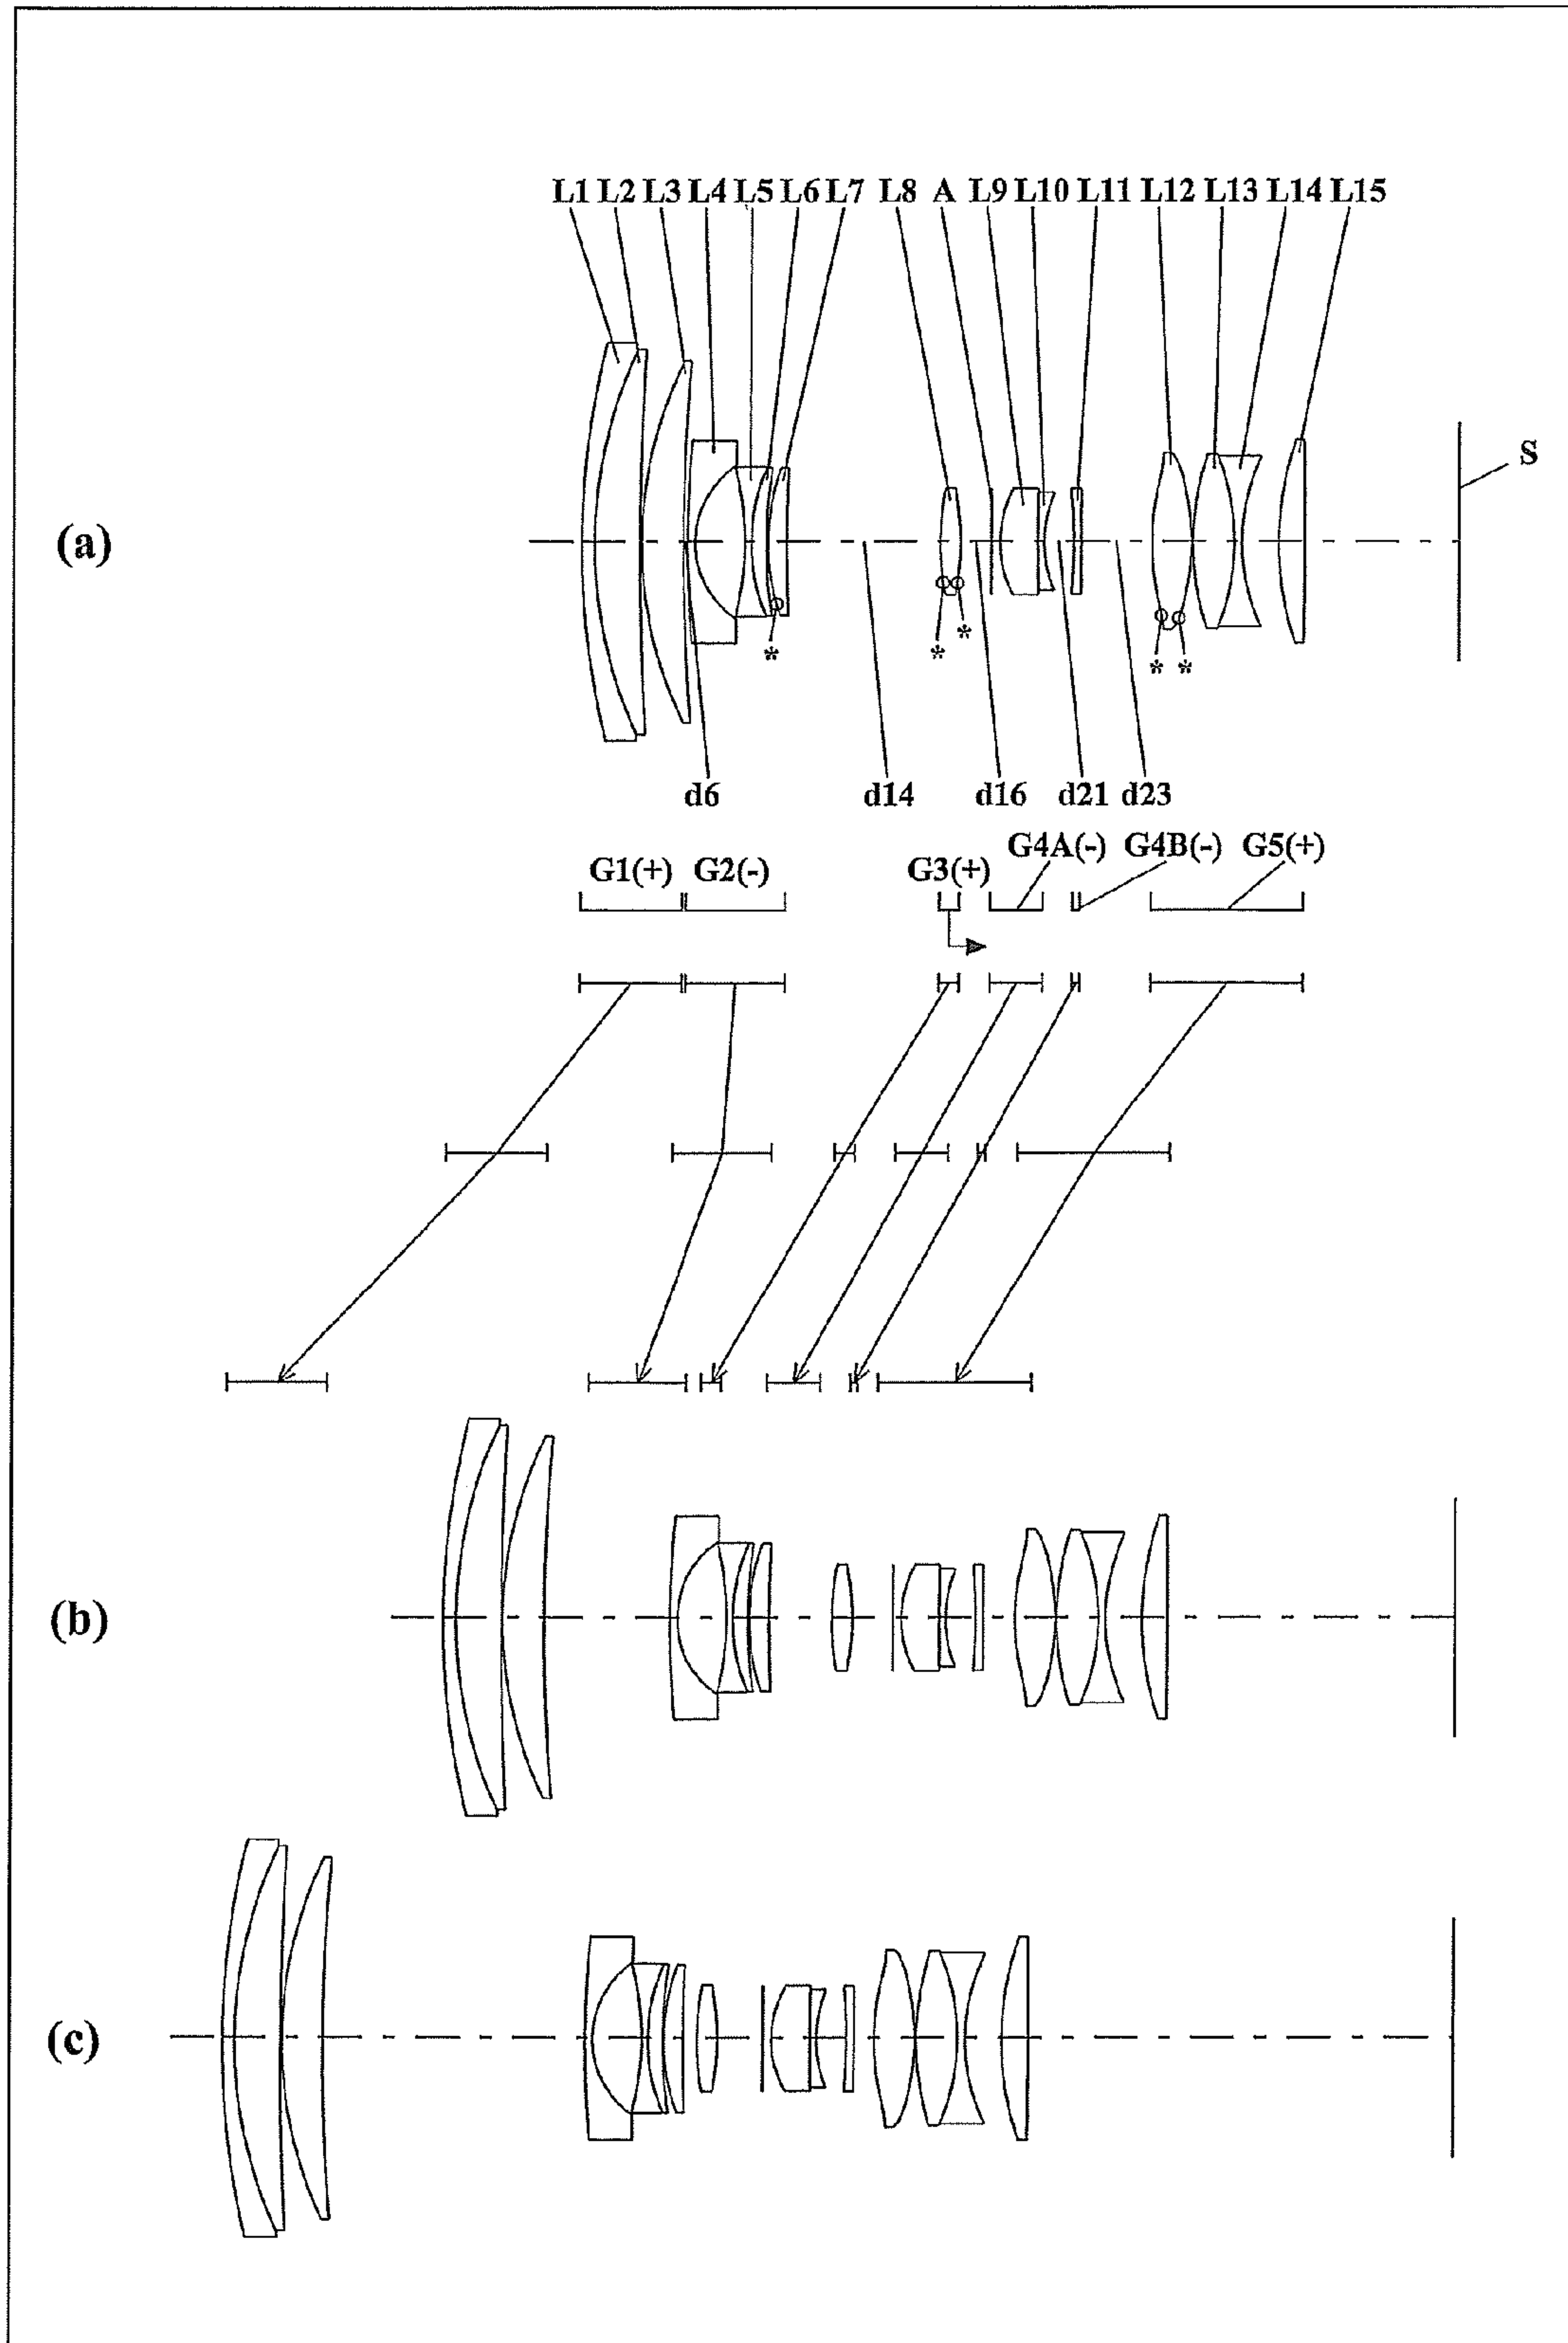 L1 L2 L3 L4 L5 L6 L7 L8 A L9 L10 L11 L12 L13 L14 L15
S
(a)
* * * * *
d6 d14 d16 d21 d23
G1(+) G2(-) G3(+) G4A(-) G4B(-) G5(+)
(b)
(c)